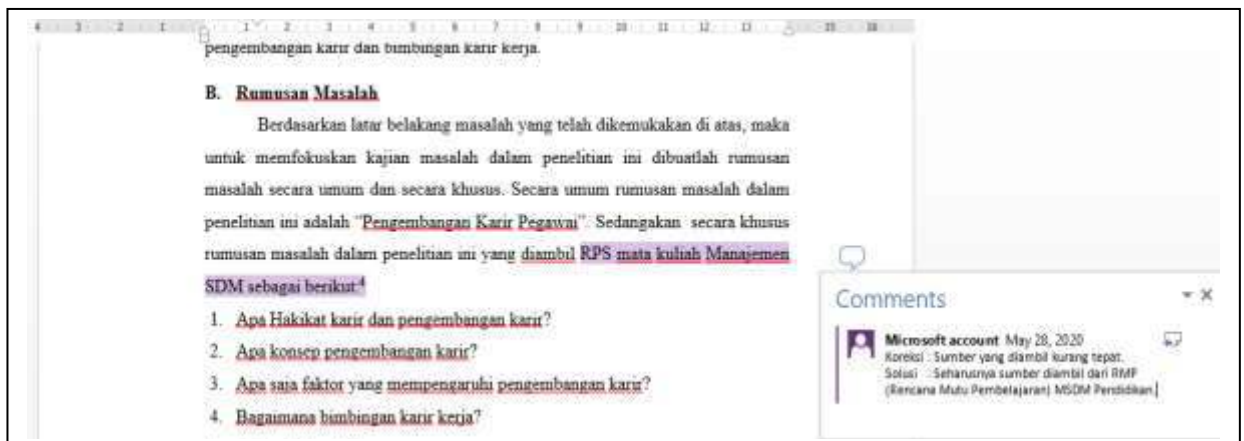 pengembangan karir dan bimbingan karir kerja.
B. Rumusan Masalah
Berdasarkan latar belakang masalah yang telah dikemukakan di atas, maka
untuk memfokuskan kajian masalah dalam penelitian ini dibuatlah rumusan
masalah secara umum dan secara khusus. Secara umum rumusan masalah dalam
penelitian ini adalah "Pengembangan Karir Pegawai". Sedangakan secara khusus
rumusan masalah dalam penelitian ini yang diambil RPS mata kuliah Manajemen
SDM sebagai berikut:4
1. Apa Hakikat karir dan pengembangan karir?
2. Apa konsep pengembangan karir?
3. Apa saja faktor yang mempengaruhi pengembangan karir?
4. Bagaimana bimbingan karir kerja?
Comments
Microsoft account May 28, 2020
Koreksi : Sumber yang diambil kurang tepat.
Solusi : Seharusnya sumber diambil dari RMP
(Rencana Mutu Pembelajaran) MSDM Pendidikan